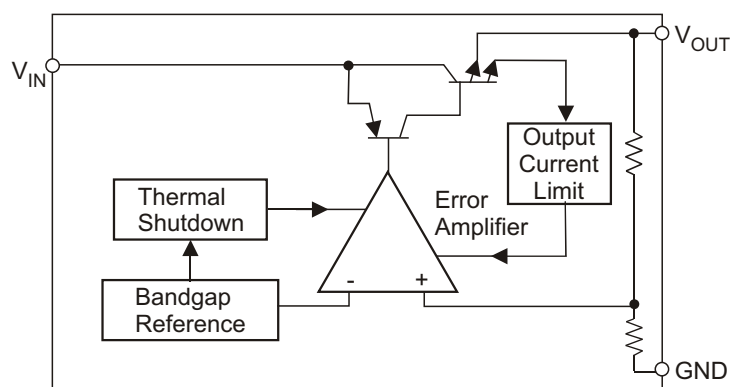 V_OUT
V_IN
Output
Current
Limit
Thermal
Shutdown
Error
Amplifier
- +
Bandgap
Reference
GND